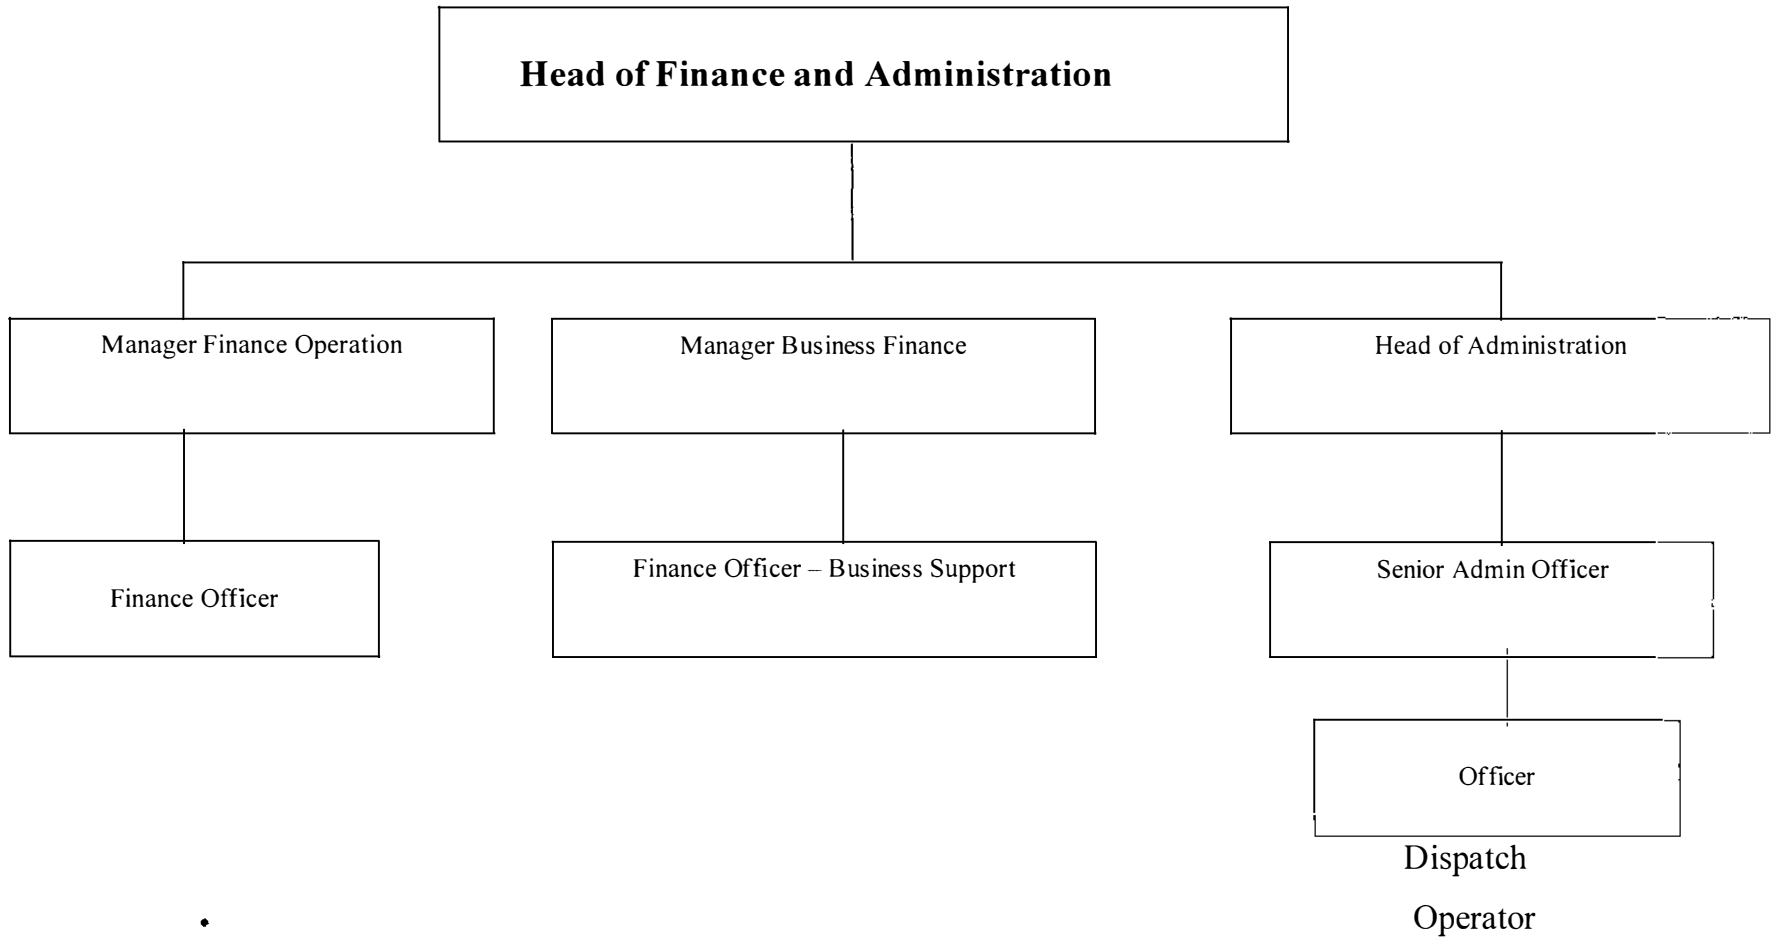 Head of Finance and Administration
Manager Finance Operation
Manager Business Finance
Head of Administration
Finance Officer
Finance Officer – Business Support
Senior Admin Officer
Officer
Dispatch
Operator